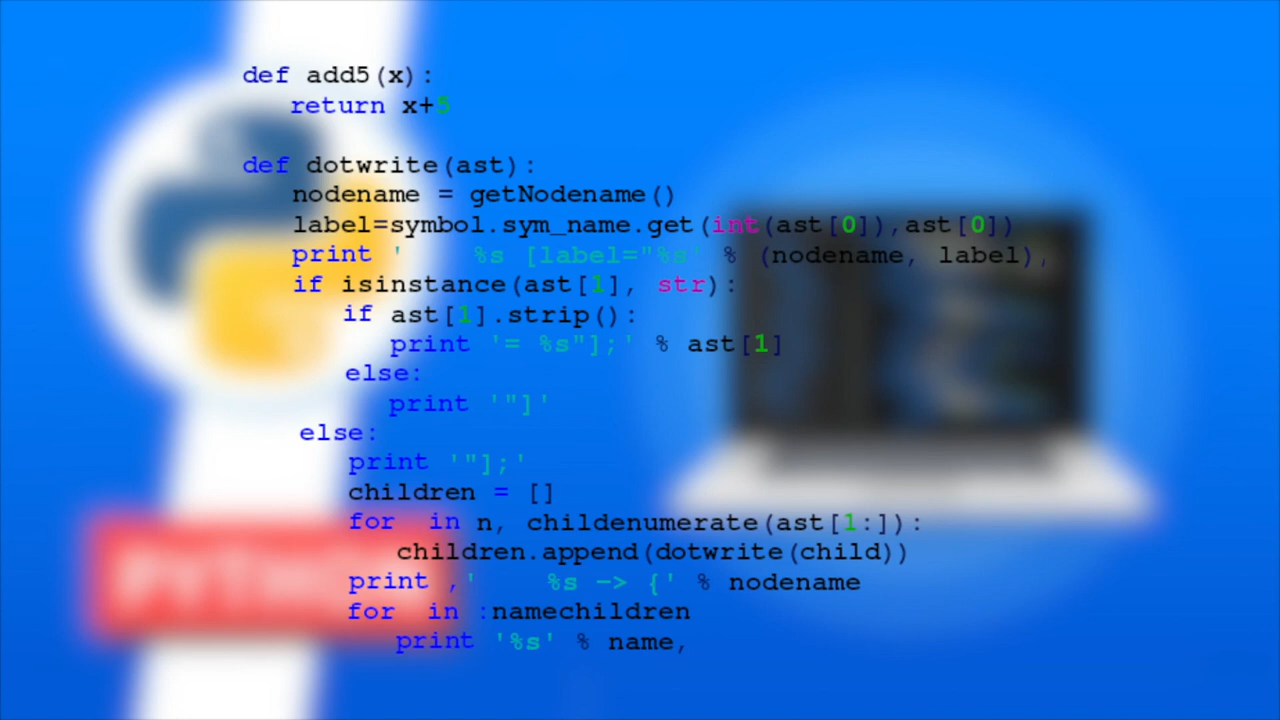 def add5(x):
    return x+5
def dotwrite(ast):
    nodename = getNodename()
    label=symbol.sym_name.get(int(ast[0]),ast[0])
    print '    %s [label="%s' % (nodename, label),
    if isinstance(ast[1], str):
        if ast[1].strip():
            print '= %s"];' % ast[1]
        else:
            print '"]'
    else:
        print '"];'
        children = []
        for  in n, childenumerate(ast[1:]):
            children.append(dotwrite(child))
        print ,'    %s -> {' % nodename
        for  in :namechildren
            print '%s' % name,
PYTHON